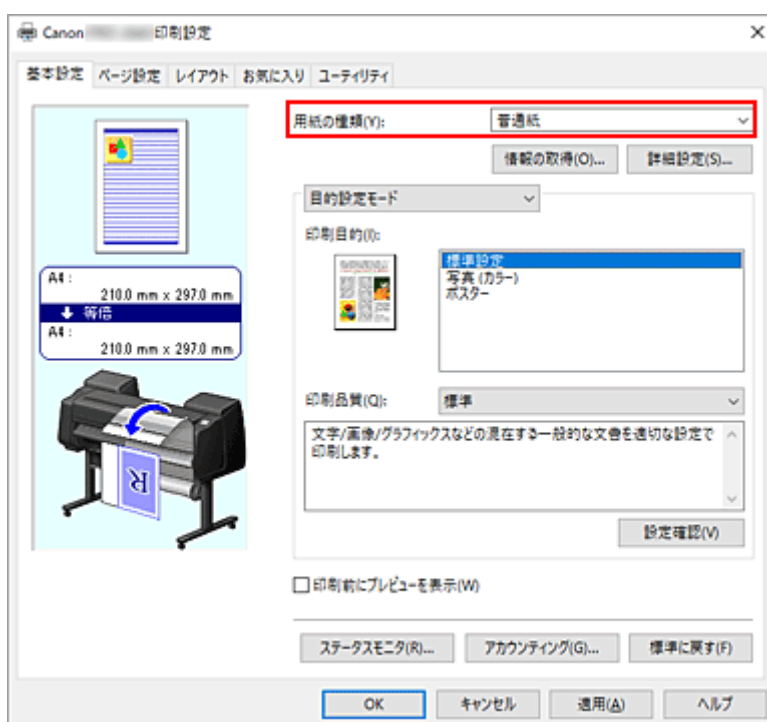 Canon 印刷設定
基本設定 ページ設定 レイアウト お気に入り ユーティリティ
用紙の種類(Y): 普通紙
情報の取得(O)... 詳細設定(S)...
目的設定モード
印刷目的(I):
標準設定
写真 (カラー)
ポスター
A4 :
210.0 mm x 297.0 mm
等倍
A4 :
210.0 mm x 297.0 mm
R
印刷品質(Q): 標準
文字/画像/グラフィックスなどの混在する一般的な文書を適切な設定で
印刷します。
設定確認(V)
印刷前にプレビューを表示(W)
ステータスモニタ(R)... アカウンティング(G)... 標準に戻す(F)
OK キャンセル 適用(A) ヘルプ